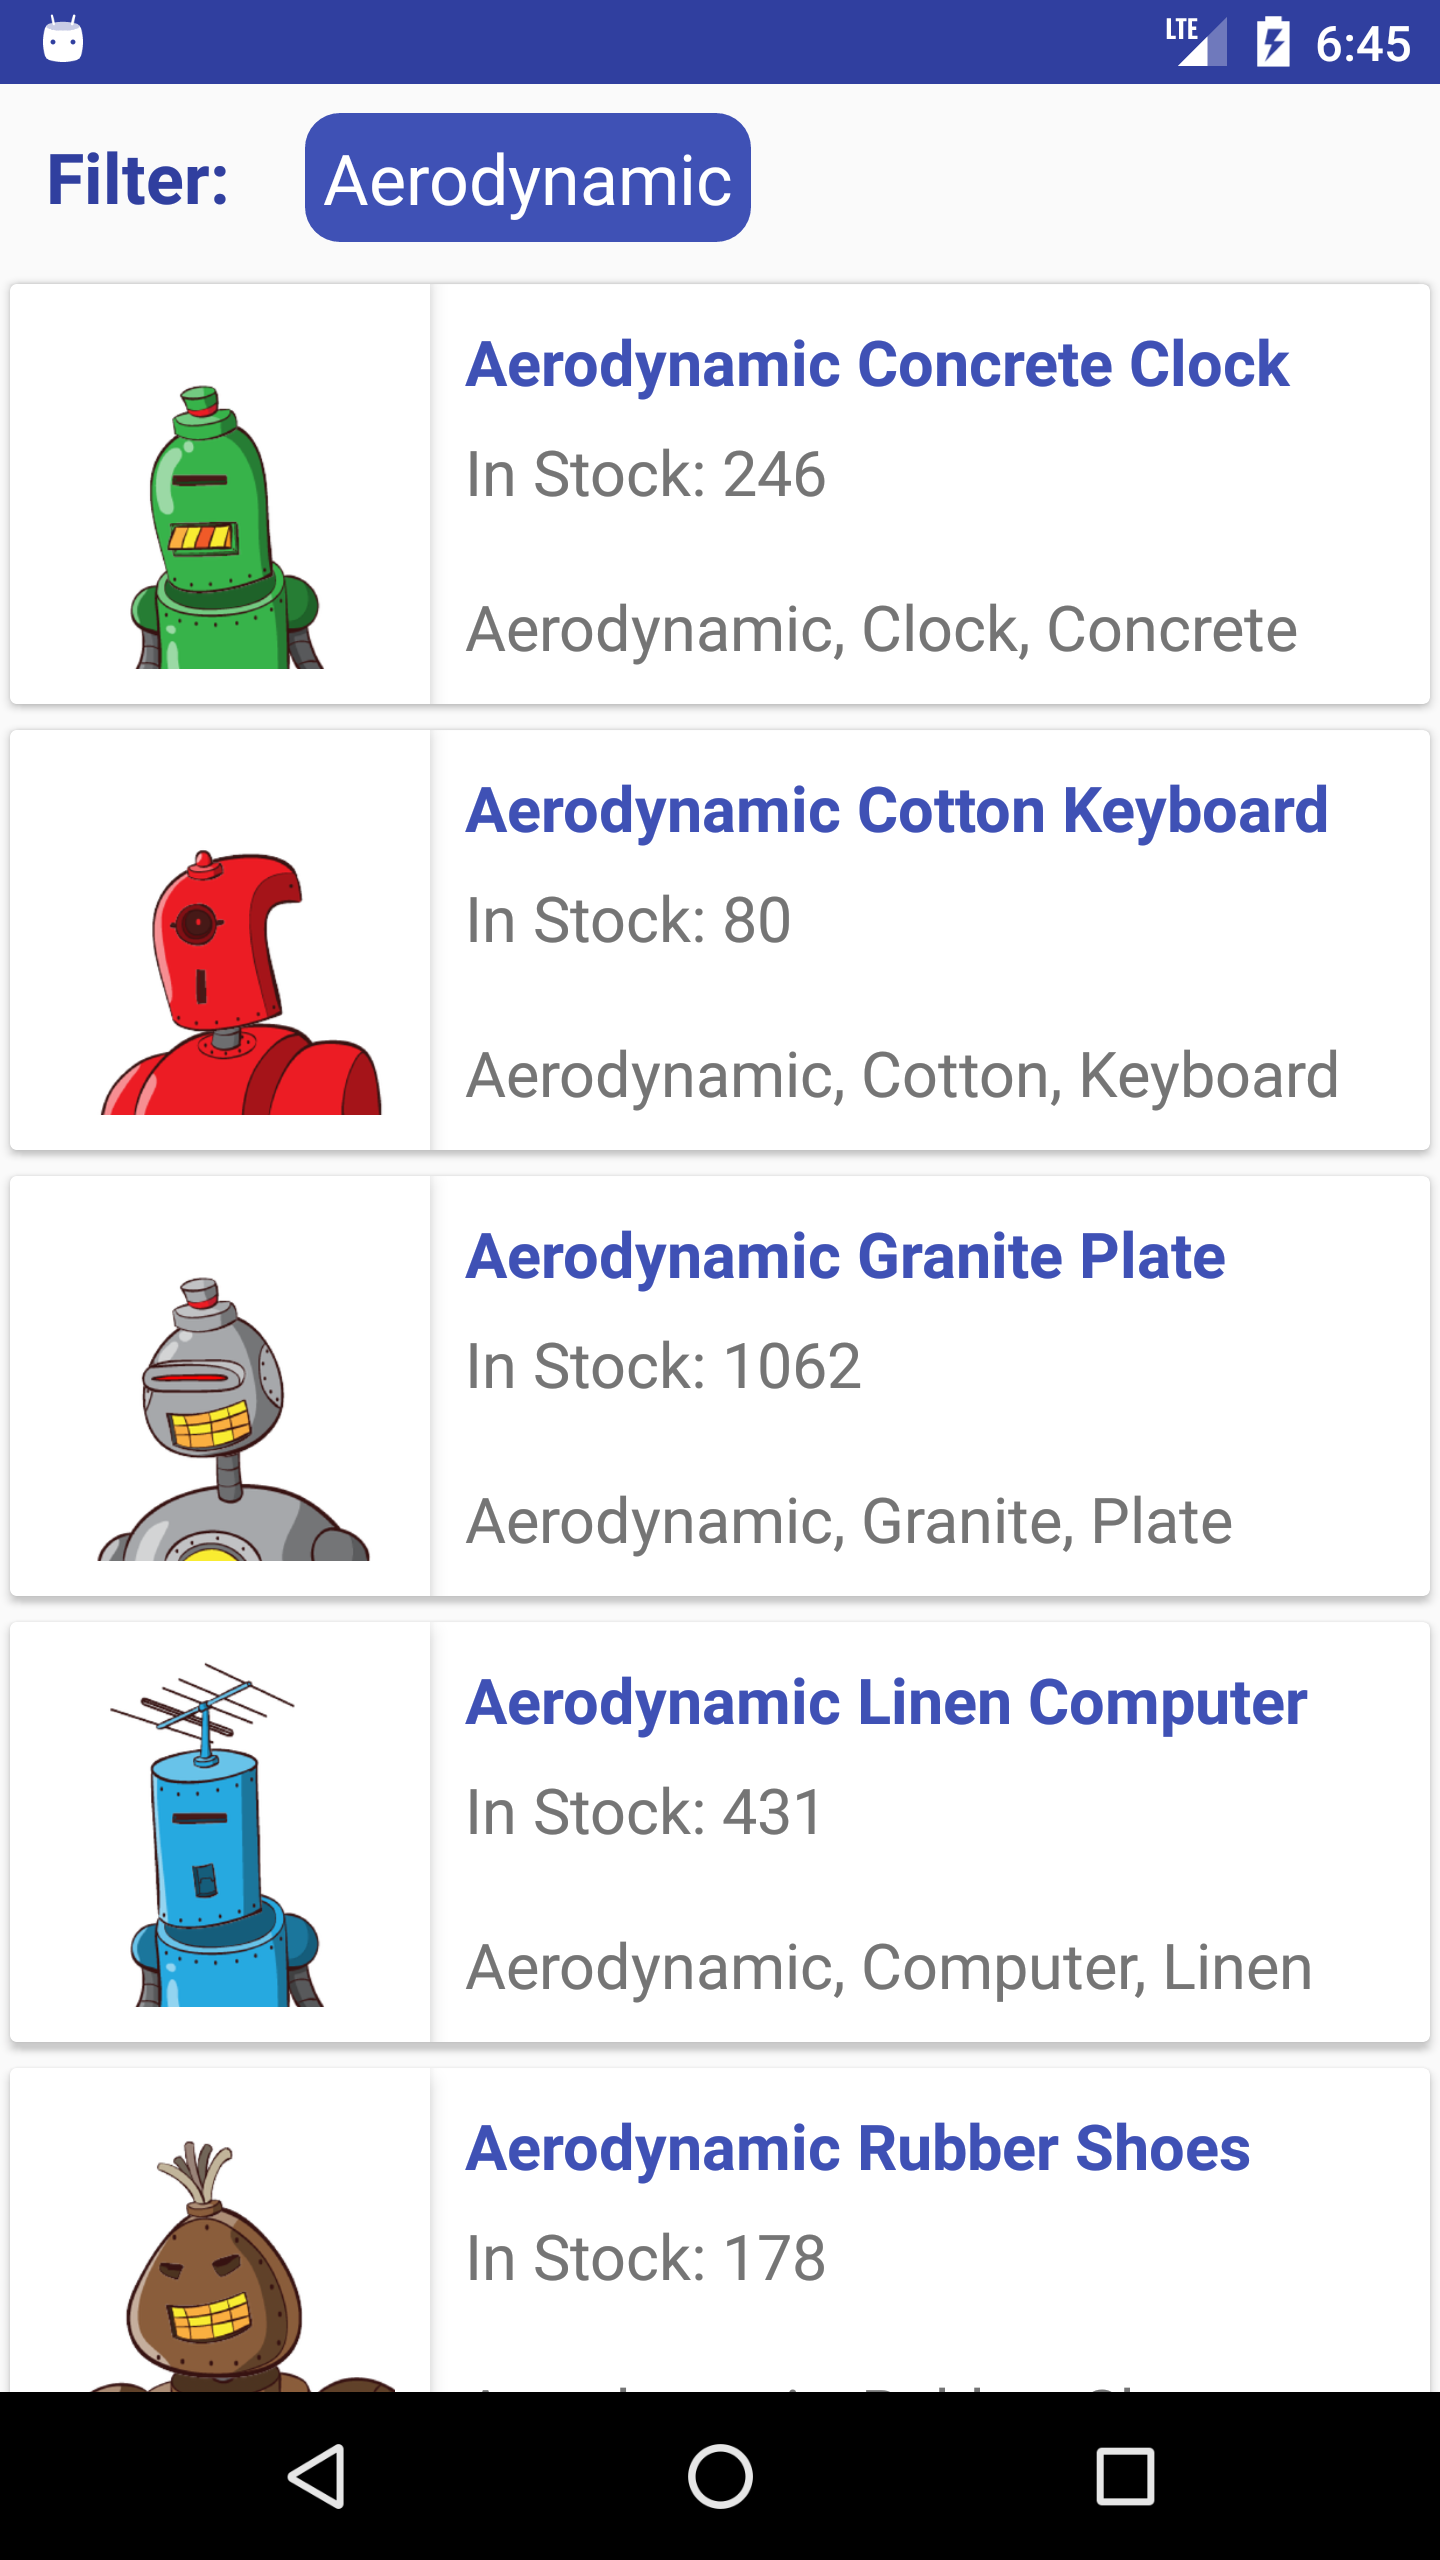 LTE 6:45
Filter: Aerodynamic
Aerodynamic Concrete Clock
In Stock: 246
Aerodynamic, Clock, Concrete
Aerodynamic Cotton Keyboard
In Stock: 80
Aerodynamic, Cotton, Keyboard
Aerodynamic Granite Plate
In Stock: 1062
Aerodynamic, Granite, Plate
Aerodynamic Linen Computer
In Stock: 431
Aerodynamic, Computer, Linen
Aerodynamic Rubber Shoes
In Stock: 178